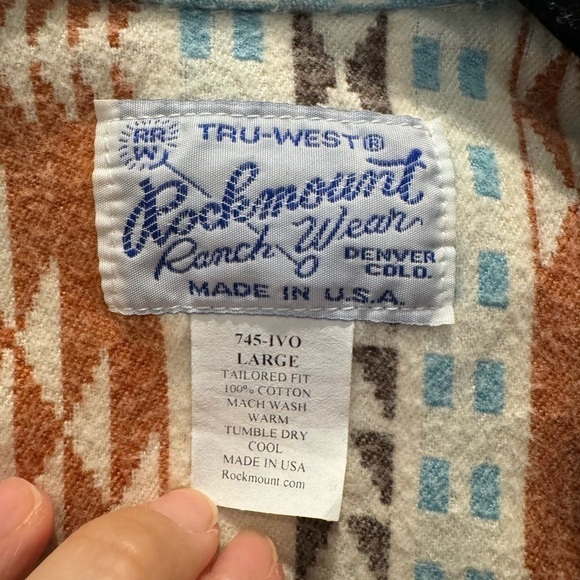 RR
W
TRU-WEST®
Rockmount
Ranch Wear
DENVER
COLO.
MADE IN U.S.A.
745-IVO
LARGE
TAILORED FIT
100% COTTON
MACH WASH
WARM
TUMBLE DRY
COOL
MADE IN USA
Rockmount.com